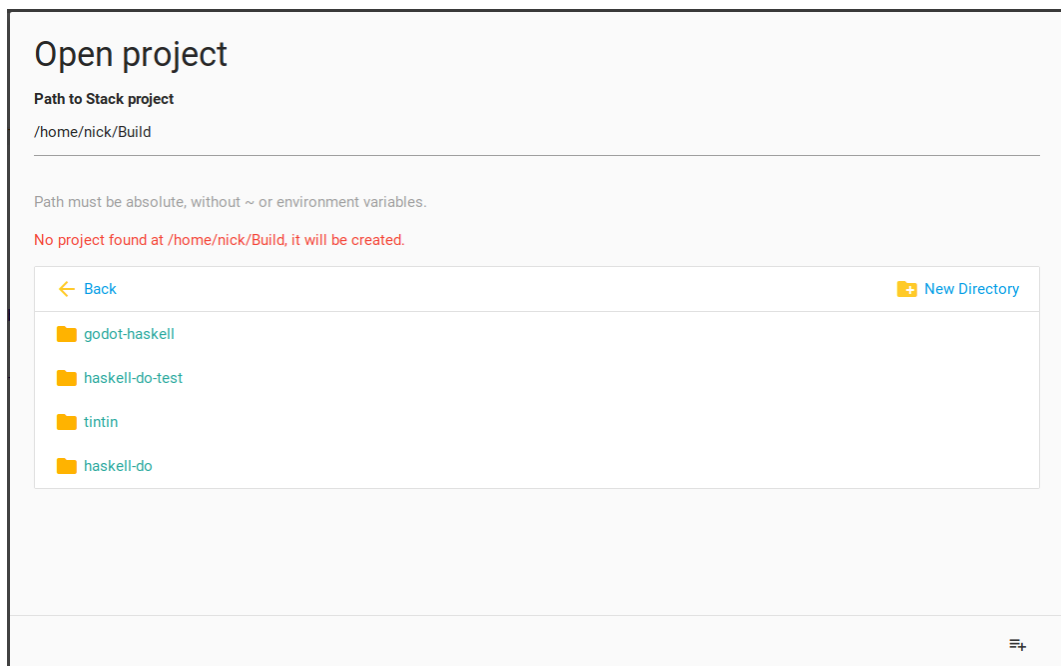 Open project
Path to Stack project
/home/nick/Build
Path must be absolute, without ~ or environment variables.
No project found at /home/nick/Build, it will be created.
Back New Directory
godot-haskell
haskell-do-test
tintin
haskell-do